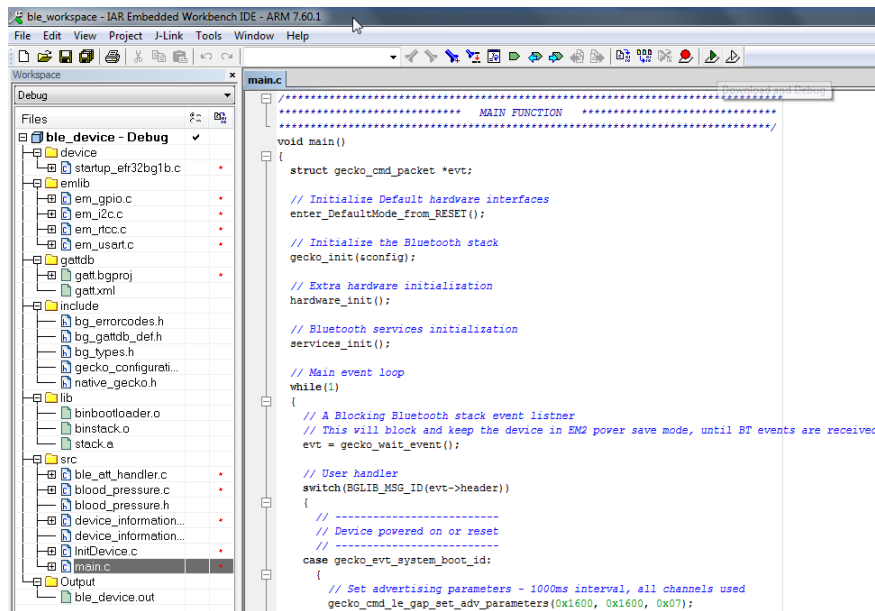 ble_workspace - IAR Embedded Workbench IDE - ARM 7.60.1
File Edit View Project J-Link Tools Window Help
Workspace
Debug
Files
ble_device - Debug
device
startup_efr32bg1b.c
emlib
em_gpio.c
em_i2c.c
em_rtcc.c
em_usart.c
gattdb
gatt.bgproj
gatt.xml
include
bg_errorcodes.h
bg_gattdb_def.h
bg_types.h
gecko_configurati...
native_gecko.h
lib
binbootloader.o
binstack.o
stack.a
src
ble_att_handler.c
blood_pressure.c
blood_pressure.h
device_information...
device_information...
InitDevice.c
main.c
Output
ble_device.out
main.c
Download and Debug
MAIN FUNCTION
void main()
{
struct gecko_cmd_packet *evt;
// Initialize Default hardware interfaces
enter_DefaultMode_from_RESET();
// Initialize the Bluetooth stack
gecko_init(&config);
// Extra hardware initialization
hardware_init();
// Bluetooth services initialization
services_init();
// Main event loop
while(1)
{
// A Blocking Bluetooth stack event listner
// This will block and keep the device in EM2 power save mode, until BT events are received
evt = gecko_wait_event();
// User handler
switch(BGLIB_MSG_ID(evt->header))
{
// --------------------------
// Device powered on or reset
// --------------------------
case gecko_evt_system_boot_id:
{
// Set advertising parameters - 1000ms interval, all channels used
gecko_cmd_le_gap_set_adv_parameters(0x1600, 0x1600, 0x07);